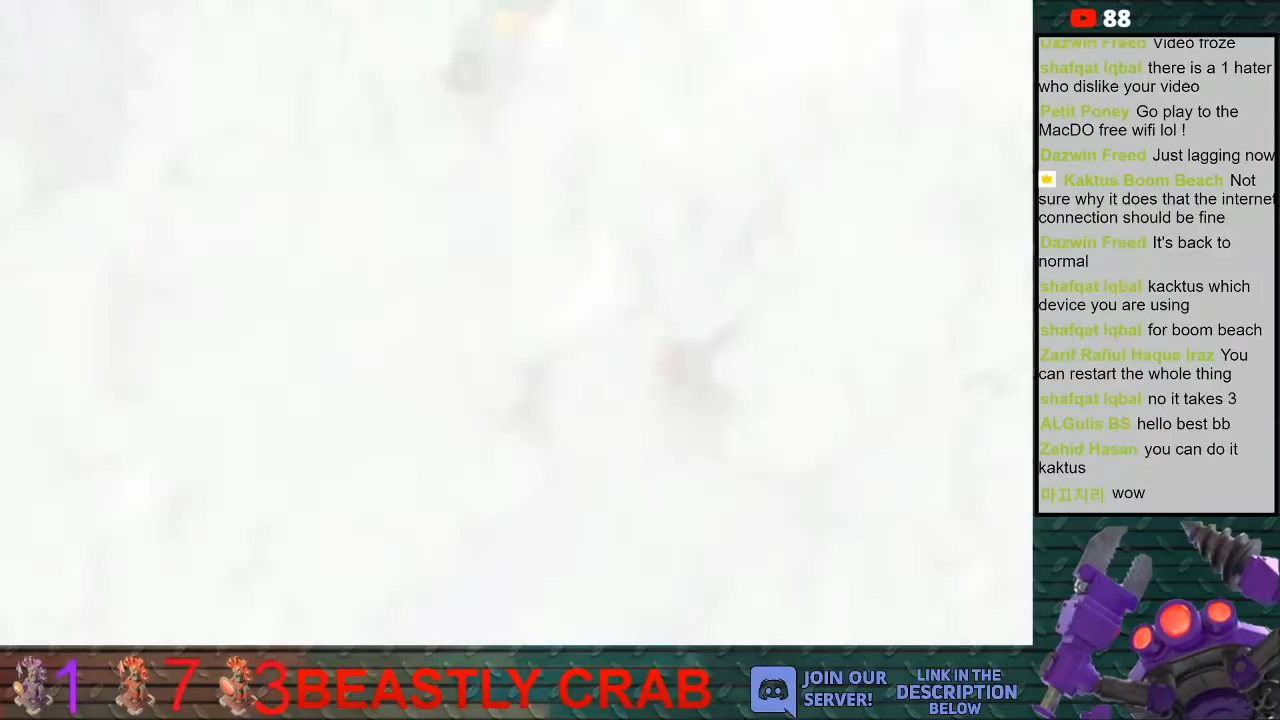 88
Dazwin Freed Video froze
shafqat Iqbal there is a 1 hater
who dislike your video
Petit Poney Go play to the
MacDO free wifi lol !
Dazwin Freed Just lagging now
Kaktus Boom Beach Not
sure why it does that the internet
connection should be fine
Dazwin Freed It's back to
normal
shafqat Iqbal kacktus which
device you are using
shafqat Iqbal for boom beach
Zarif Rafiul Haque Iraz You
can restart the whole thing
shafqat Iqbal no it takes 3
ALGulis BS hello best bb
Zahid Hasan you can do it
kaktus
마끄지리 wow
1 7 3 BEASTLY CRAB
JOIN OUR
SERVER!
LINK IN THE
DESCRIPTION
BELOW